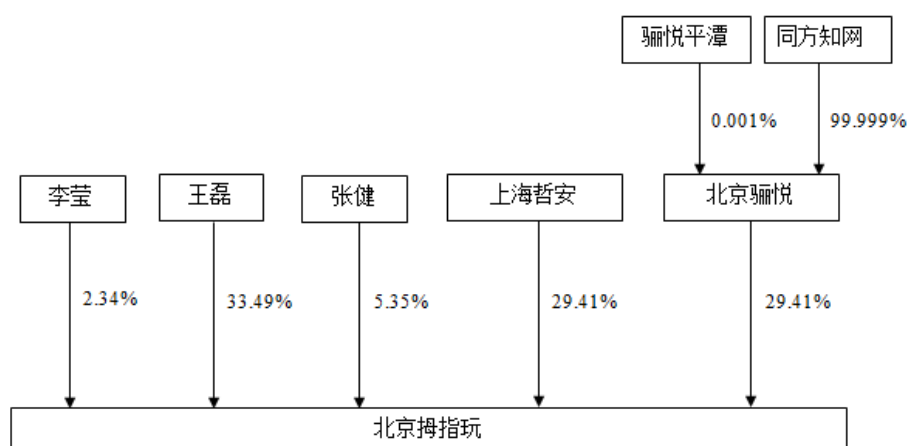 骊悦平潭
同方知网
0.001%
99.999%
李莹
王磊
张健
上海哲安
北京骊悦
2.34%
33.49%
5.35%
29.41%
29.41%
北京拇指玩